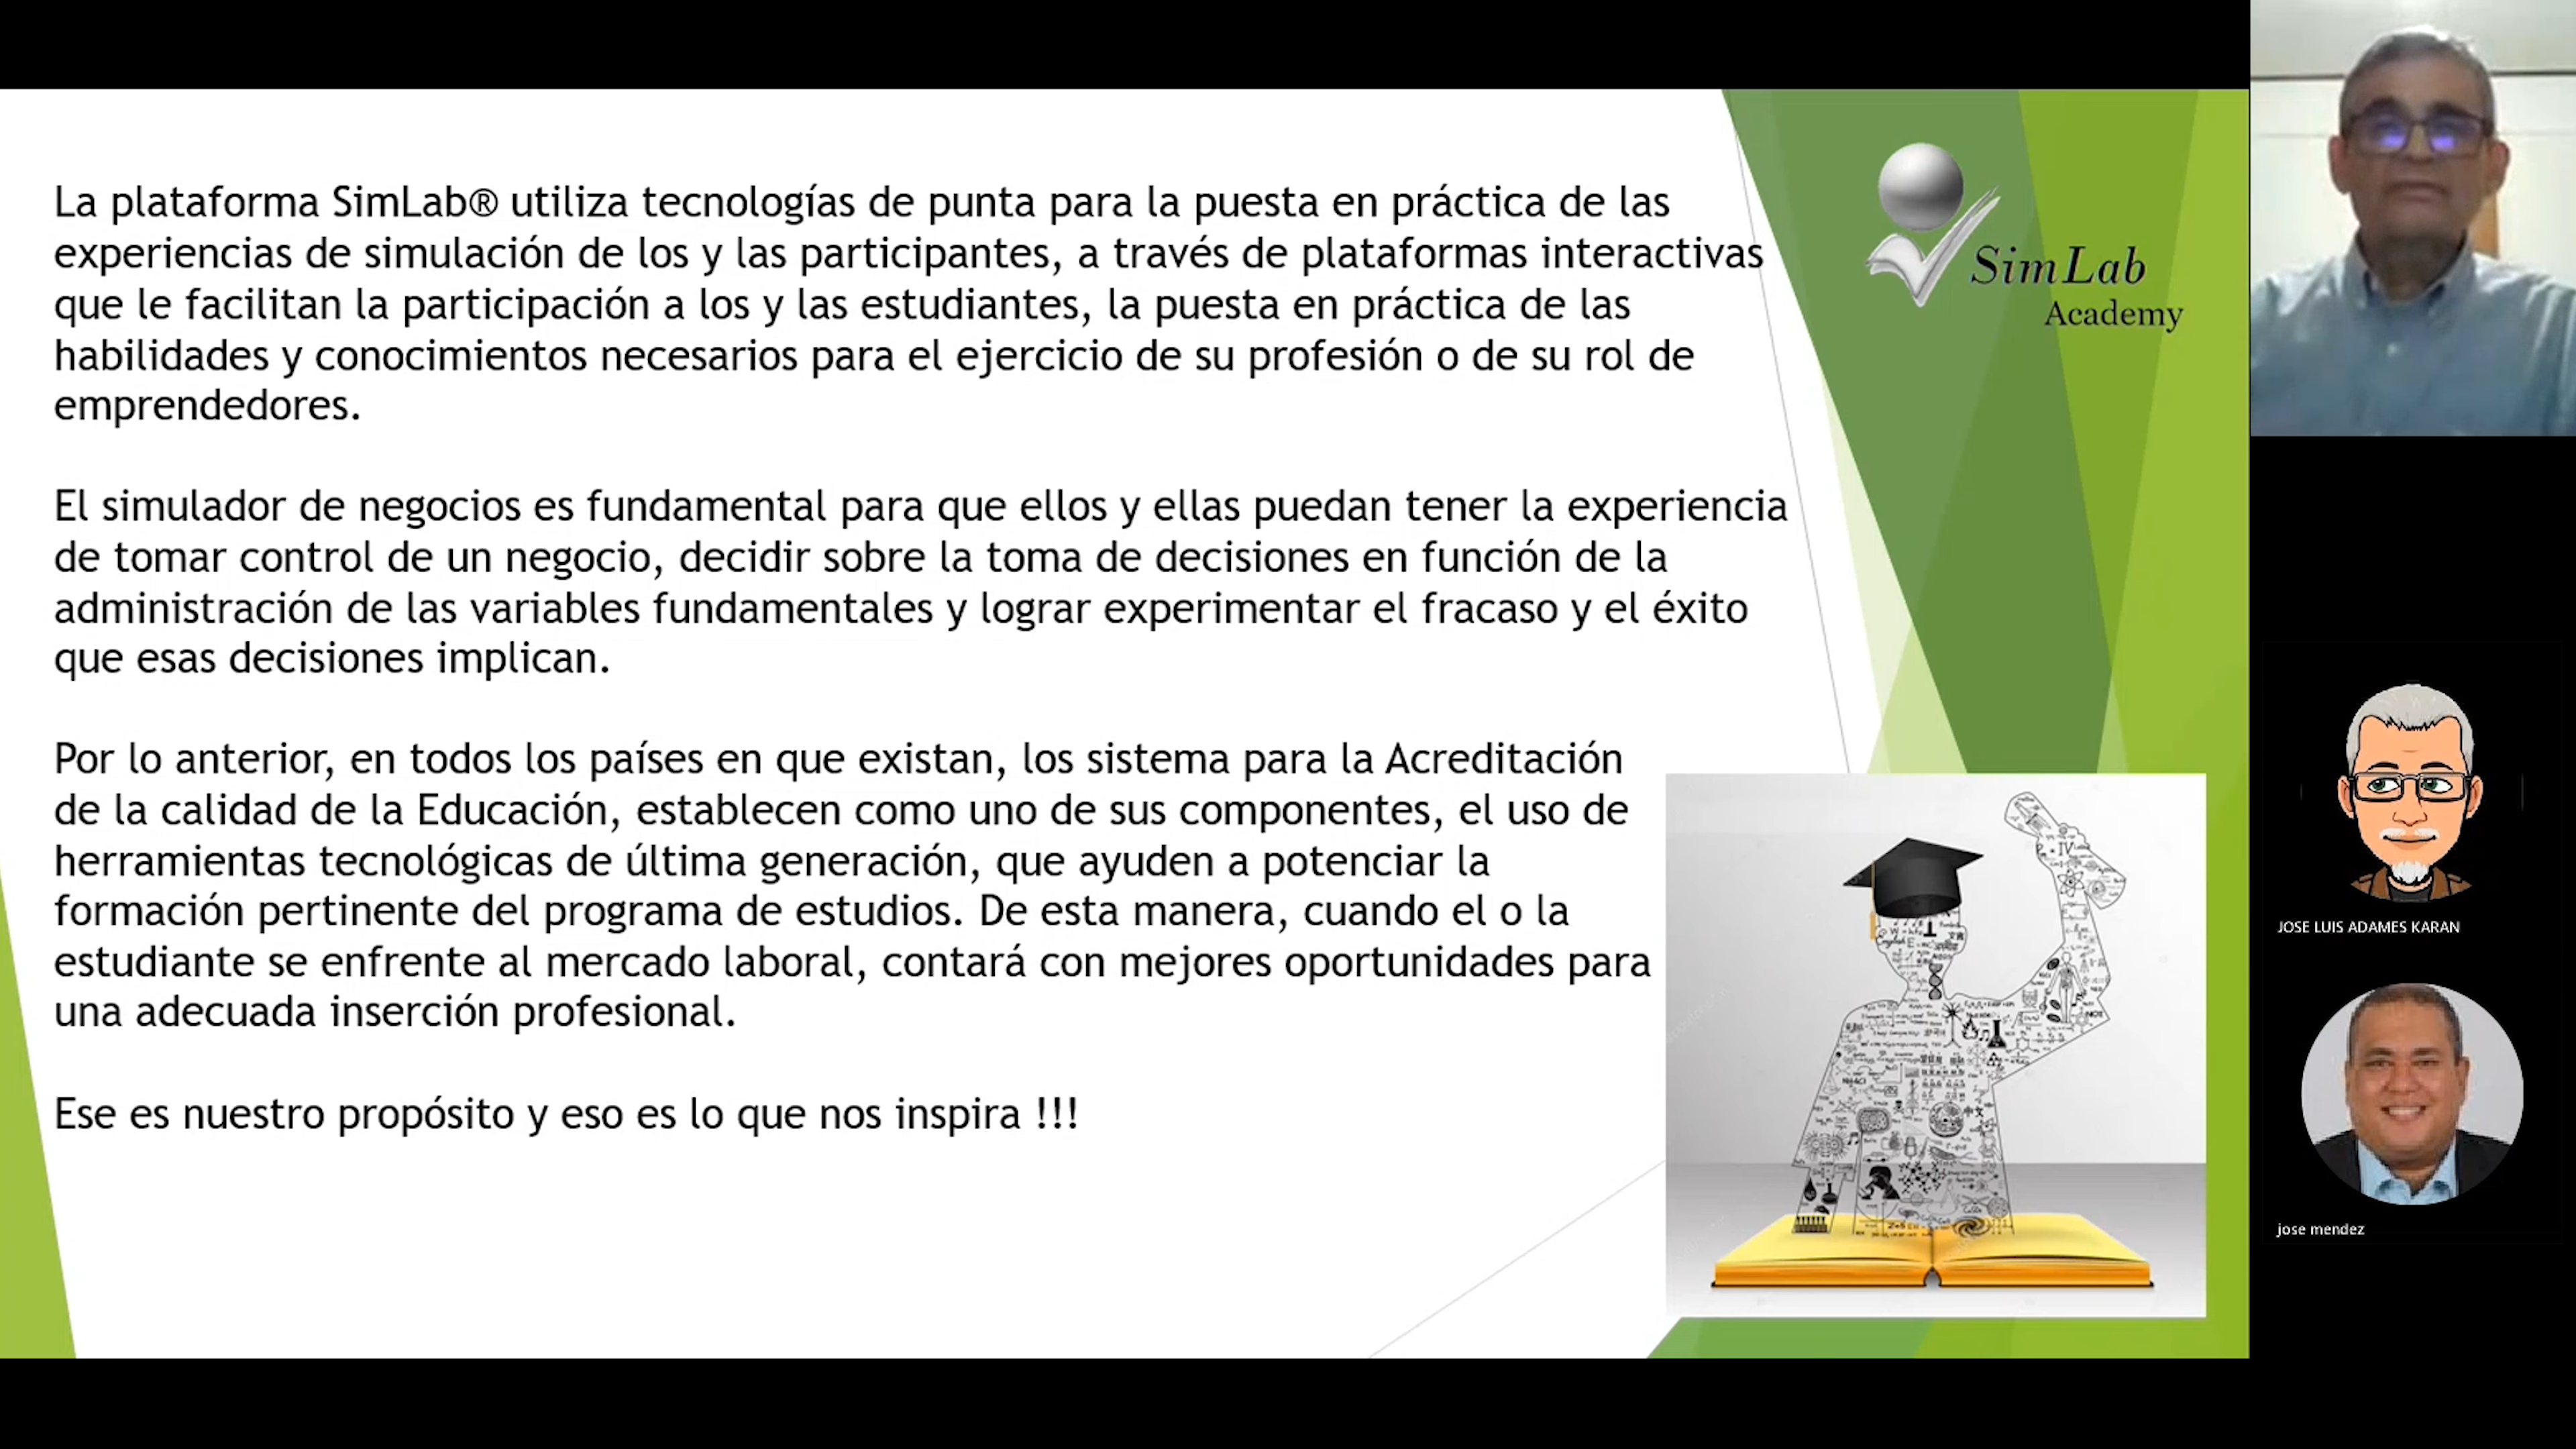 La plataforma SimLab® utiliza tecnologías de punta para la puesta en práctica de las
experiencias de simulación de los y las participantes, a través de plataformas interactivas
que le facilitan la participación a los y las estudiantes, la puesta en práctica de las
habilidades y conocimientos necesarios para el ejercicio de su profesión o de su rol de
emprendedores.
El simulador de negocios es fundamental para que ellos y ellas puedan tener la experiencia
de tomar control de un negocio, decidir sobre la toma de decisiones en función de la
administración de las variables fundamentales y lograr experimentar el fracaso y el éxito
que esas decisiones implican.
Por lo anterior, en todos los países en que existan, los sistema para la Acreditación
de la calidad de la Educación, establecen como uno de sus componentes, el uso de
herramientas tecnológicas de última generación, que ayuden a potenciar la
formación pertinente del programa de estudios. De esta manera, cuando el o la
estudiante se enfrente al mercado laboral, contará con mejores oportunidades para
una adecuada inserción profesional.
Ese es nuestro propósito y eso es lo que nos inspira !!!
SimLab
Academy
JOSE LUIS ADAMES KARAN
jose mendez